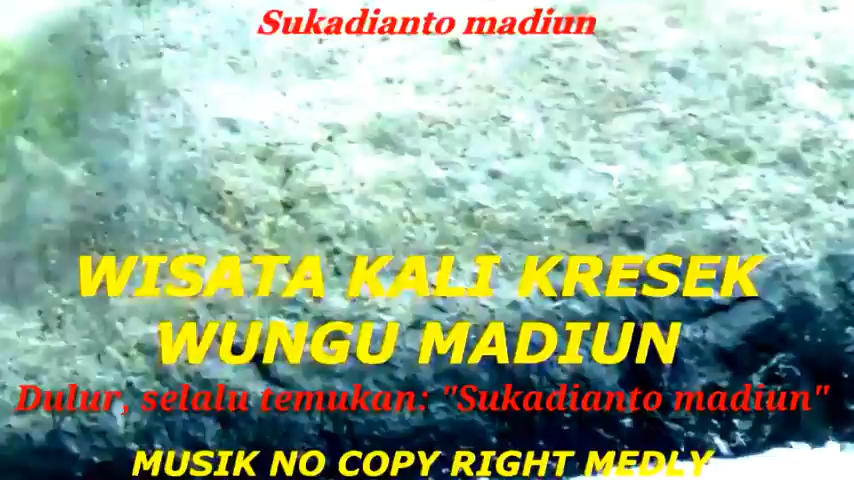 Sukadianto madiun
WISATA KALI KRESEK
WUNGU MADIUN
Dulur, selalu temukan: "Sukadianto madiun"
MUSIK NO COPY RIGHT MEDLY